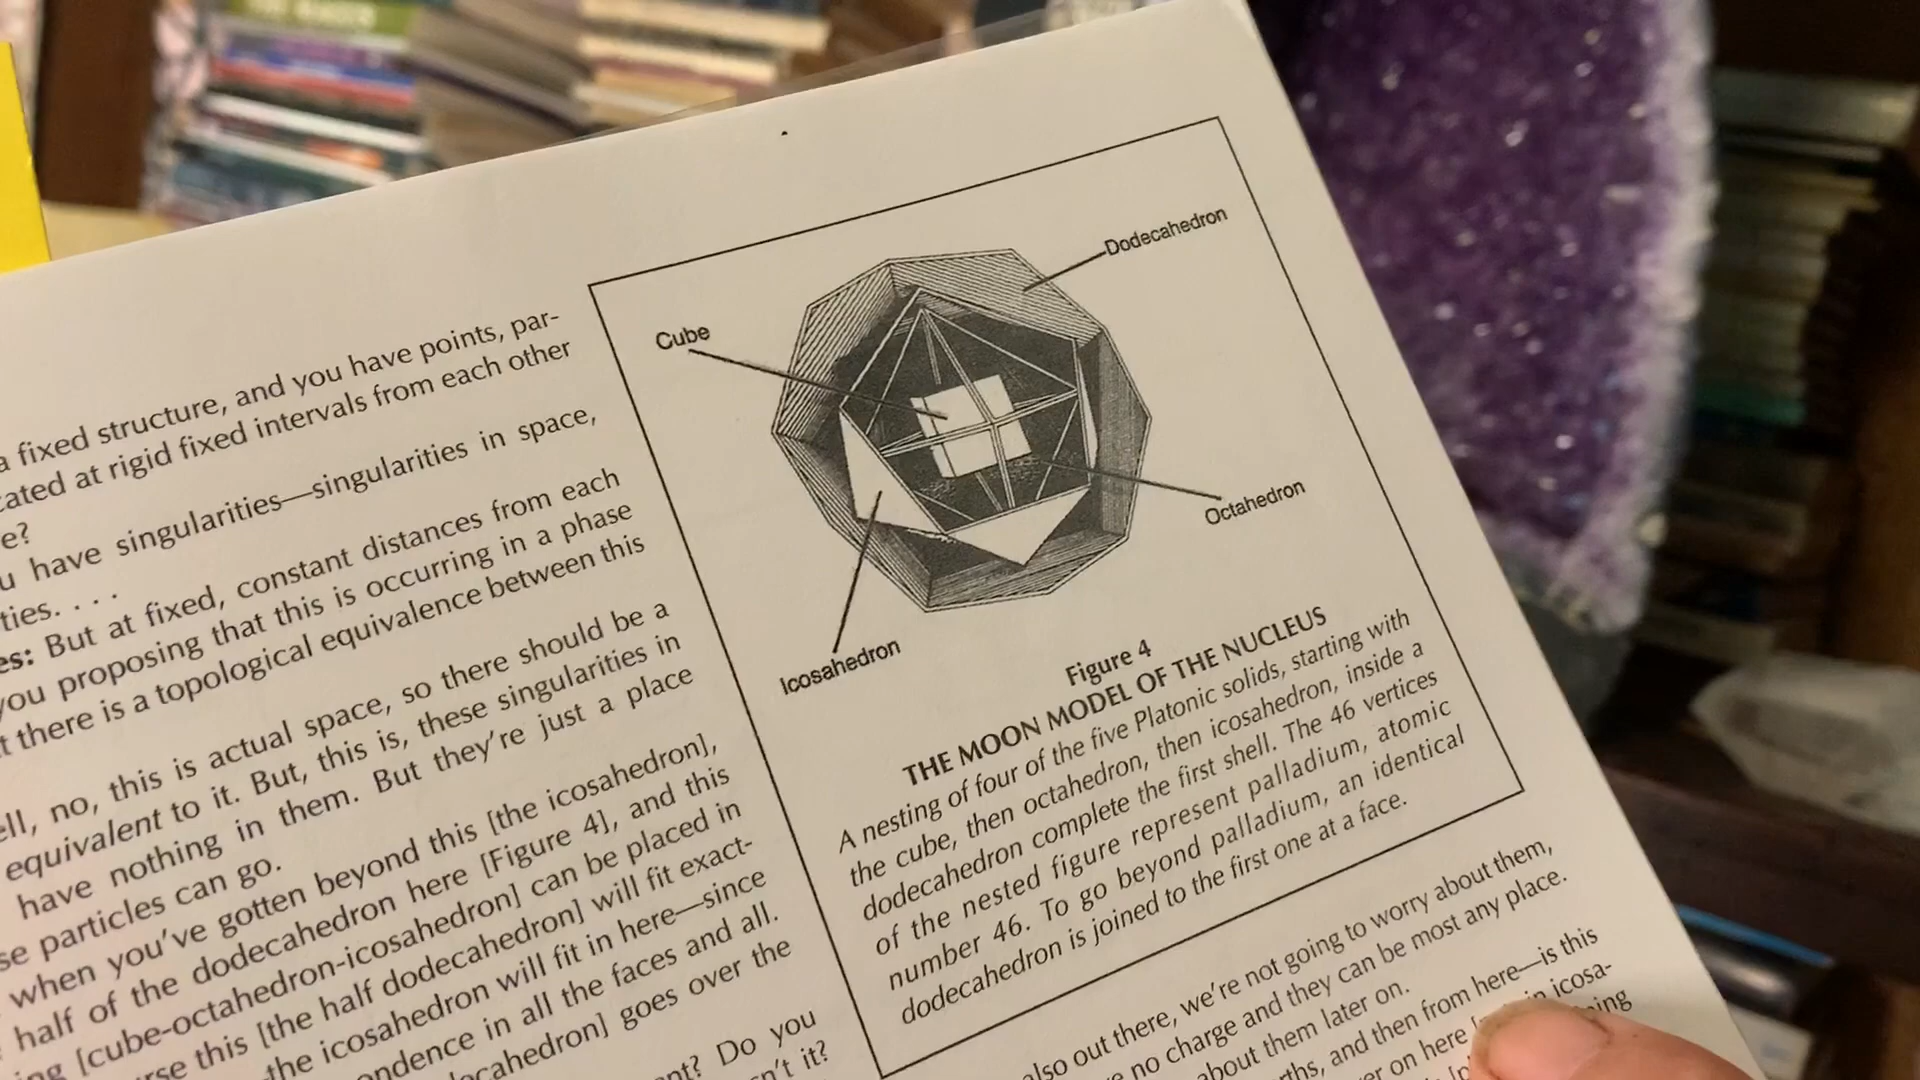 a fixed structure, and you have points, par-
cated at rigid fixed intervals from each other
e?
u have singularities—singularities in space,
ties. . . .
es: But at fixed, constant distances from each
you proposing that this is occurring in a phase
t there is a topological equivalence between this
ell, no, this is actual space, so there should be a
equivalent to it. But, this is, these singularities in
have nothing in them. But they're just a place
se particles can go.
when you've gotten beyond this [the icosahedron],
half of the dodecahedron here [Figure 4], and this
ng [cube-octahedron-icosahedron] can be placed in
rse this [the half dodecahedron] will fit exact-
the icosahedron will fit in here—since
ondence in all the faces and all.
decahedron] goes over the
nt? Do you
n't it?
Dodecahedron
Cube
Octahedron
Icosahedron
Figure 4
THE MOON MODEL OF THE NUCLEUS
A nesting of four of the five Platonic solids, starting with
the cube, then octahedron, then icosahedron, inside a
dodecahedron complete the first shell. The 46 vertices
of the nested figure represent palladium, atomic
number 46. To go beyond palladium, an identical
dodecahedron is joined to the first one at a face.
also out there, we're not going to worry about them,
e no charge and they can be most any place.
about them later on.
rths, and then from here—is this
er on here in icosa-